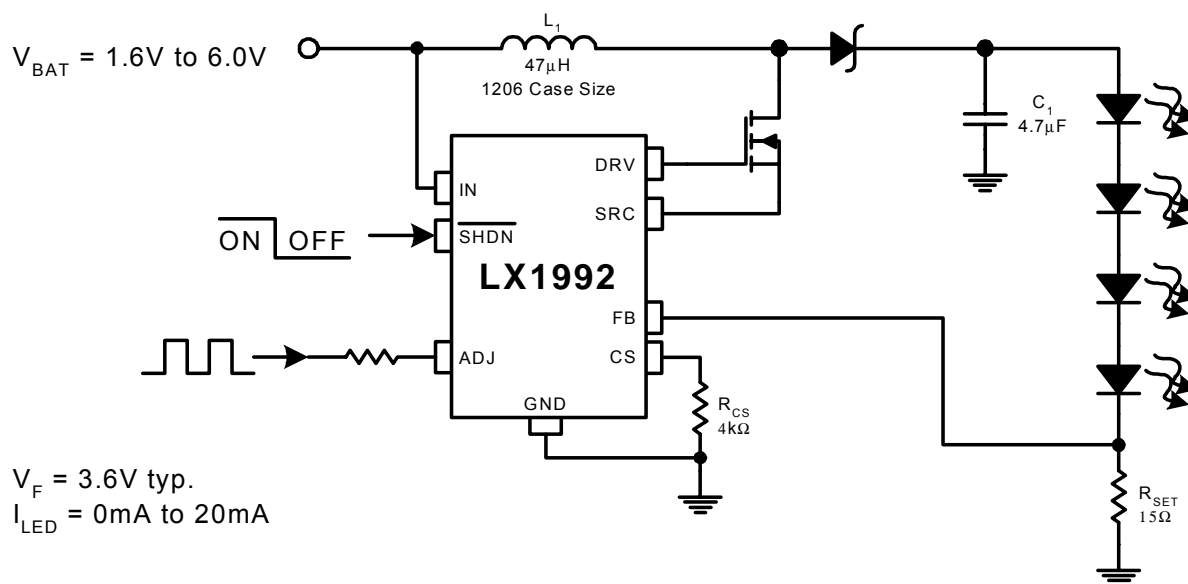 V_BAT = 1.6V to 6.0V
L₁
47µH
1206 Case Size
C₁
4.7µF
DRV
IN
SRC
ON OFF
SHDN
LX1992
FB
ADJ
CS
GND
R_CS
4kΩ
V_F = 3.6V typ.
I_LED = 0mA to 20mA
R_SET
15Ω